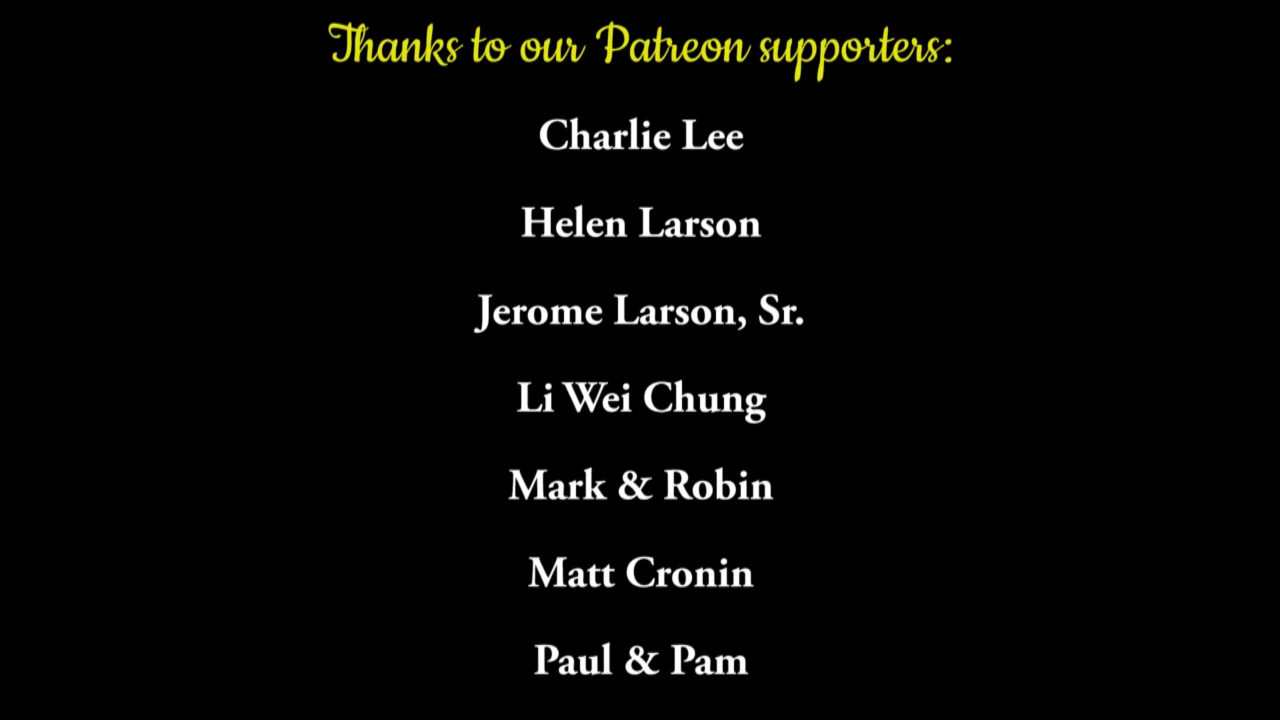 Thanks to our Patreon supporters:
Charlie Lee
Helen Larson
Jerome Larson, Sr.
Li Wei Chung
Mark & Robin
Matt Cronin
Paul & Pam